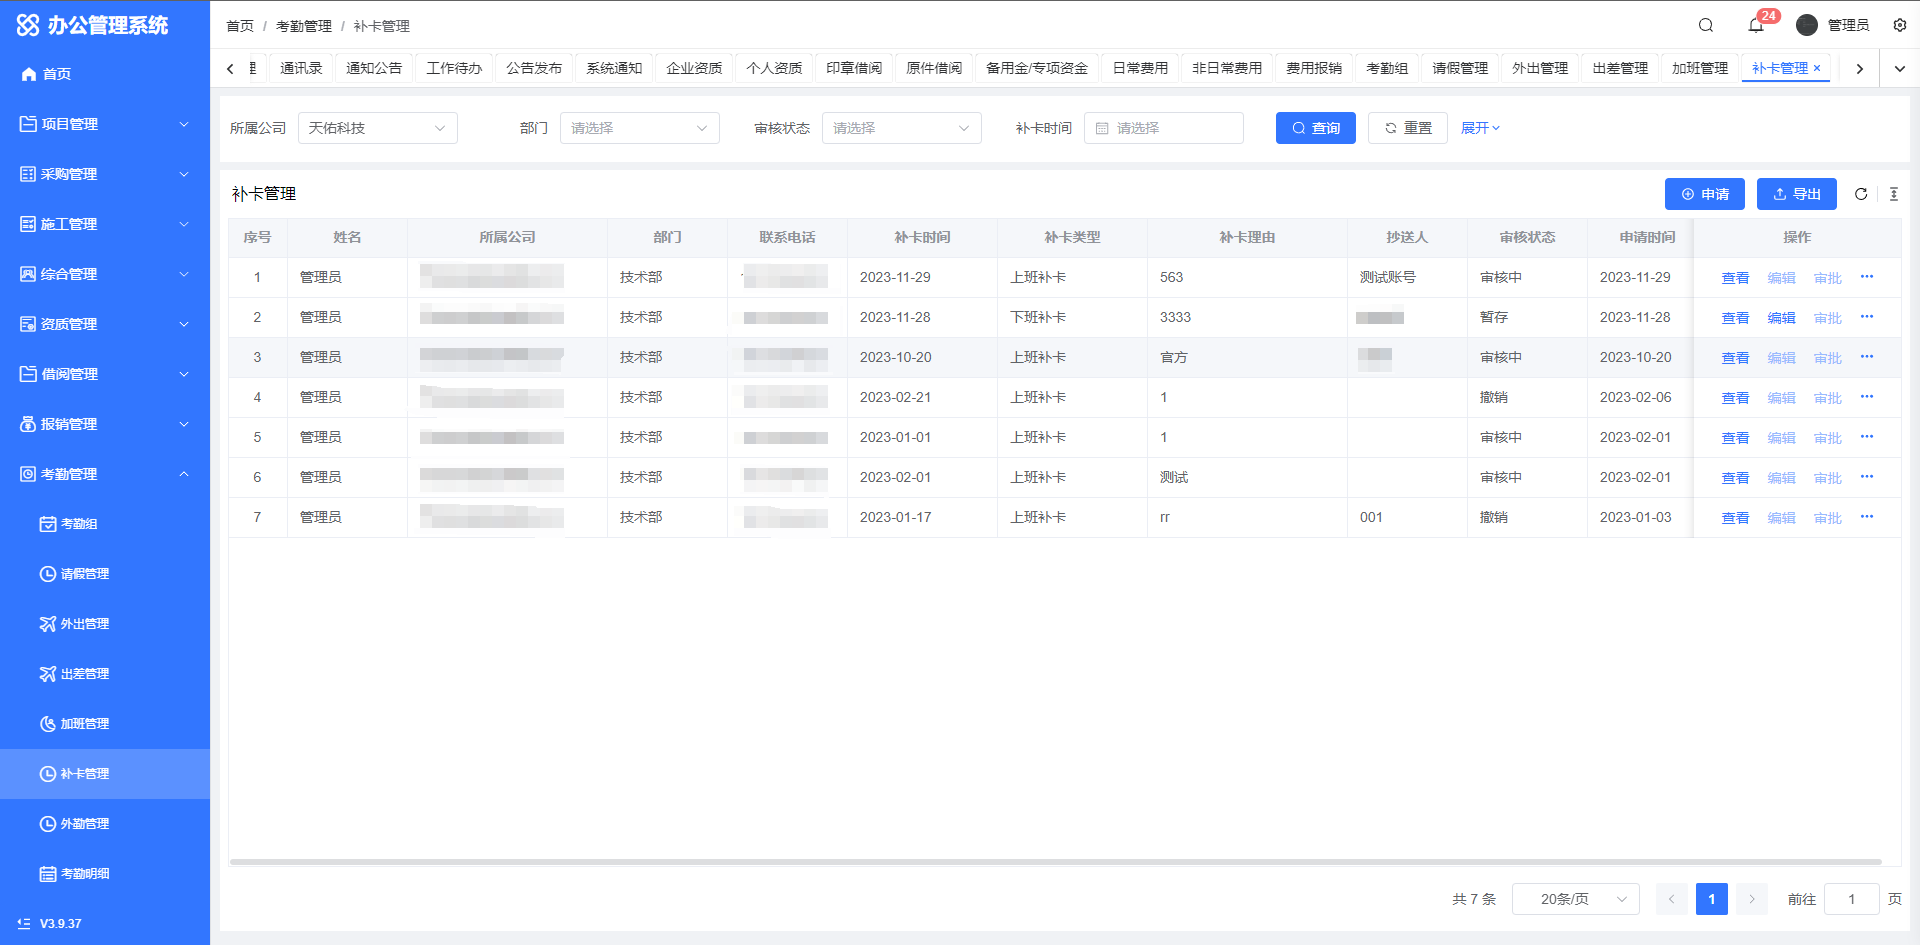 办公管理系统
首页
项目管理
采购管理
施工管理
综合管理
资质管理
借阅管理
报销管理
考勤管理
考勤组
请假管理
外出管理
出差管理
加班管理
补卡管理
外勤管理
考勤明细
V3.9.37
首页 / 考勤管理 / 补卡管理
24
管理员
通讯录 通知公告 工作待办 公告发布 系统通知 企业资质 个人资质 印章借阅 原件借阅 备用金/专项资金 日常费用 非日常费用 费用报销 考勤组 请假管理 外出管理 出差管理 加班管理 补卡管理 ×
所属公司 天佑科技 部门 请选择 审核状态 请选择 补卡时间 请选择 查询 重置 展开
补卡管理 申请 导出
序号 姓名 所属公司 部门 联系电话 补卡时间 补卡类型 补卡理由 抄送人 审核状态 申请时间 操作
1 管理员 技术部 2023-11-29 上班补卡 563 测试账号 审核中 2023-11-29 查看 编辑 审批 ···
2 管理员 技术部 2023-11-28 下班补卡 3333 暂存 2023-11-28 查看 编辑 审批 ···
3 管理员 技术部 2023-10-20 上班补卡 官方 审核中 2023-10-20 查看 编辑 审批 ···
4 管理员 技术部 2023-02-21 上班补卡 1 撤销 2023-02-06 查看 编辑 审批 ···
5 管理员 技术部 2023-01-01 上班补卡 1 审核中 2023-02-01 查看 编辑 审批 ···
6 管理员 技术部 2023-02-01 上班补卡 测试 审核中 2023-02-01 查看 编辑 审批 ···
7 管理员 技术部 2023-01-17 上班补卡 rr 001 撤销 2023-01-03 查看 编辑 审批 ···
共 7 条 20条/页 1 前往 1 页